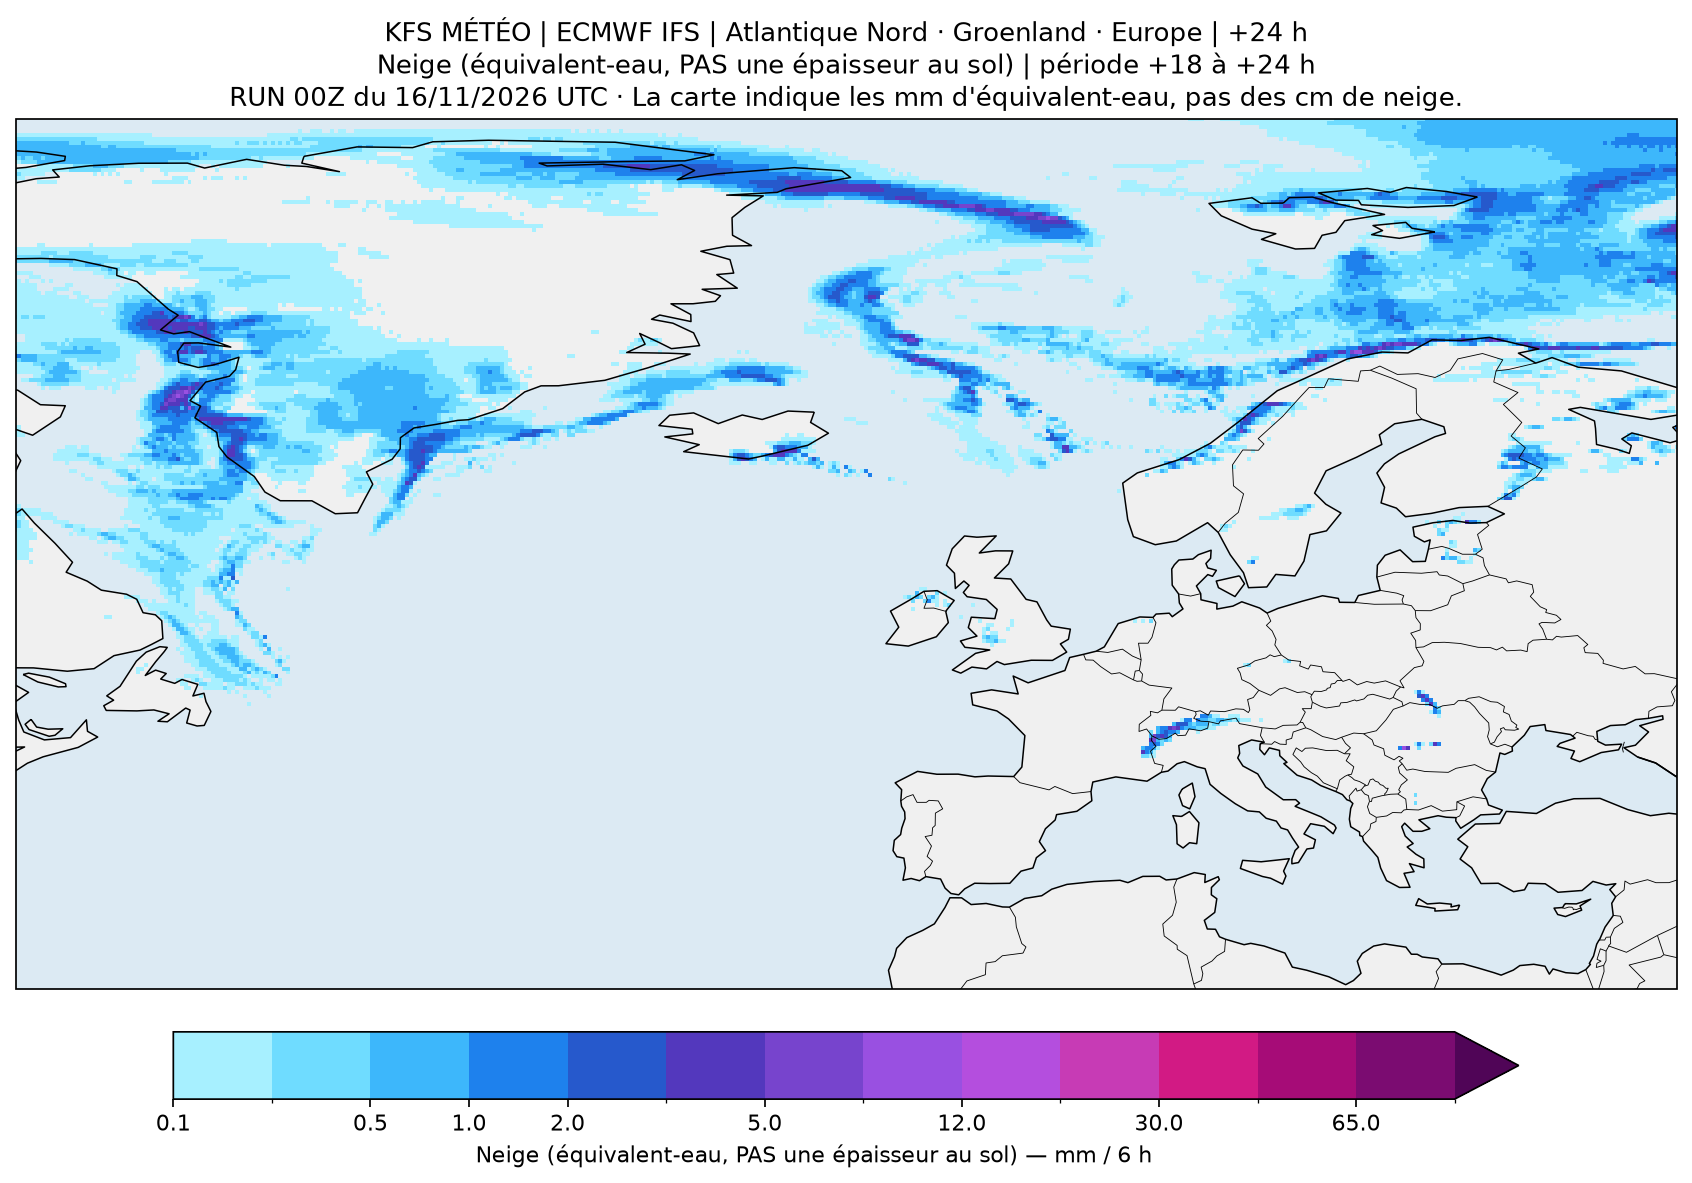 KFS MÉTÉO | ECMWF IFS | Atlantique Nord · Groenland · Europe | +24 h
Neige (équivalent-eau, PAS une épaisseur au sol) | période +18 à +24 h
RUN 00Z du 16/11/2026 UTC · La carte indique les mm d'équivalent-eau, pas des cm de neige.
0.1 0.5 1.0 2.0 5.0 12.0 30.0 65.0
Neige (équivalent-eau, PAS une épaisseur au sol) — mm / 6 h